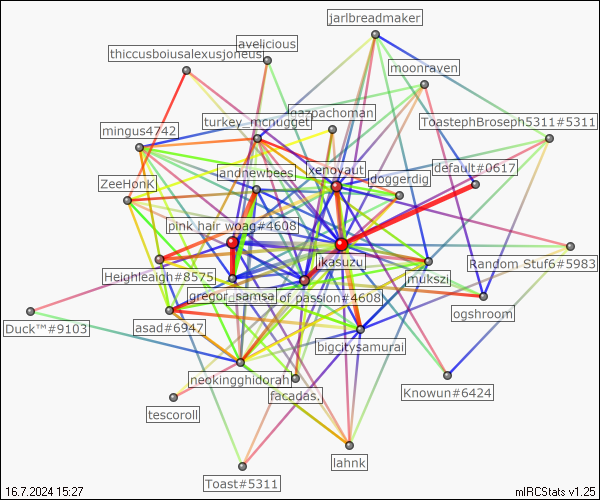 jarlbreadmaker
avelicious
thiccusboiusalexusjoneus
moonraven
gazpachoman
turkey_mcnugget
ToastephBroseph5311#5311
mingus4742
xenoyaut
default#0617
andnewbees
doggerdig
ZeeHonK
pink hair woag#4608
jkasuzu
Random Stuf6#5983
Heighleigh#8575
mukszi
gregor_samsa
of passion#4608
ogshroom
Duck™#9103
asad#6947
bigcitysamurai
neokingghidorah
facadas.
Knowun#6424
tescoroll
lahnk
Toast#5311
16.7.2024 15:27
mIRCStats v1.25